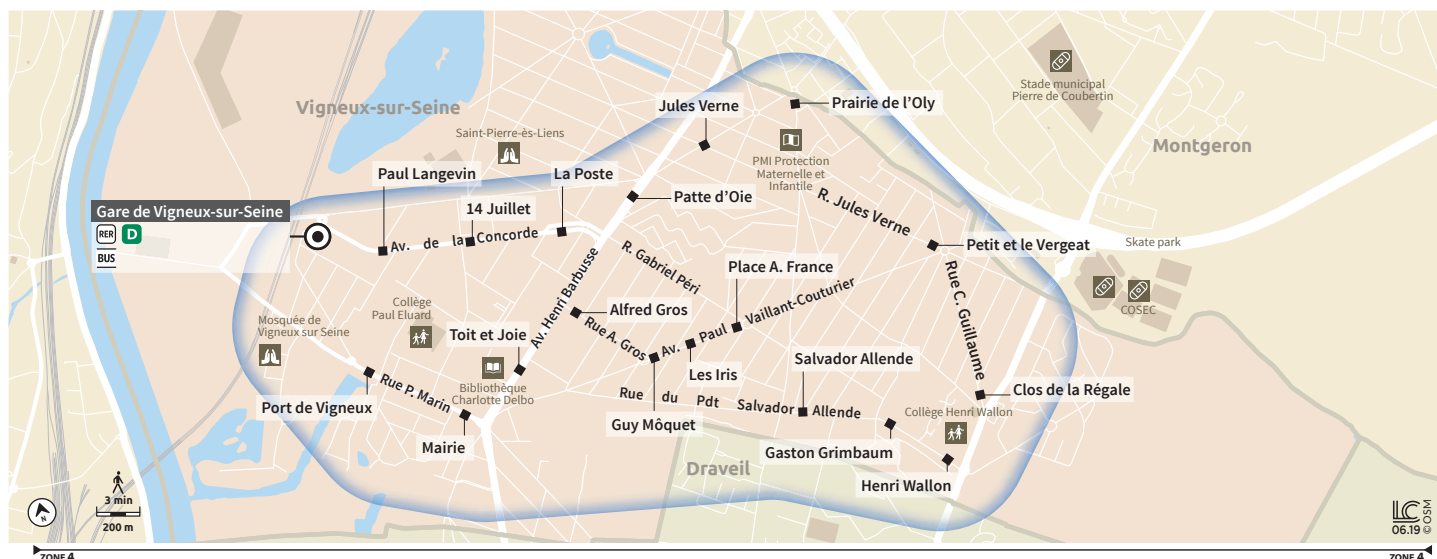 Vigneux-sur-Seine
Jules Verne
Prairie de l’Oly
Stade municipal
Pierre de Coubertin
Montgeron
Saint-Pierre-ès-Liens
PMI Protection
Maternelle et
Infantile
Paul Langevin
La Poste
Patte d’Oie
14 Juillet
Gare de Vigneux-sur-Seine
RER D
BUS
Av. de la Concorde
R. Jules Verne
Petit et le Vergeat
Skate park
COSEC
R. Gabriel Péri
Place A. France
Av. Henri Barbusse
Alfred Gros
Rue A. Gros
Av. Paul Vaillant-Couturier
Rue C. Guillaume
Collège
Paul Eluard
Mosquée de
Vigneux sur Seine
Toit et Joie
Les Iris
Salvador Allende
Bibliothèque
Charlotte Delbo
Port de Vigneux
Rue P. Marin
Mairie
Guy Môquet
Rue du Pdt Salvador Allende
Clos de la Régale
Collège Henri Wallon
Gaston Grimbaum
Henri Wallon
Draveil
N
3 min
200 m
LC
06.19
© OSM
ZONE 4
ZONE 4